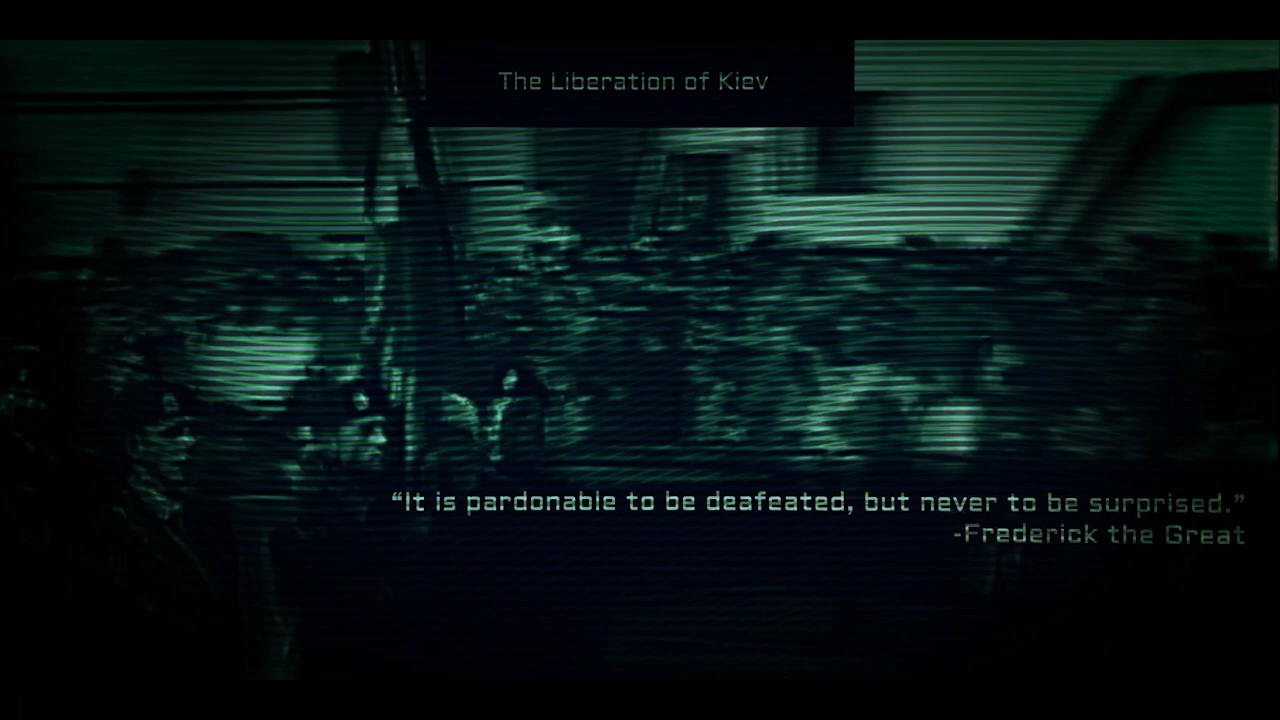 The Liberation of Kiev
“It is pardonable to be deafeated, but never to be surprised.”
-Frederick the Great